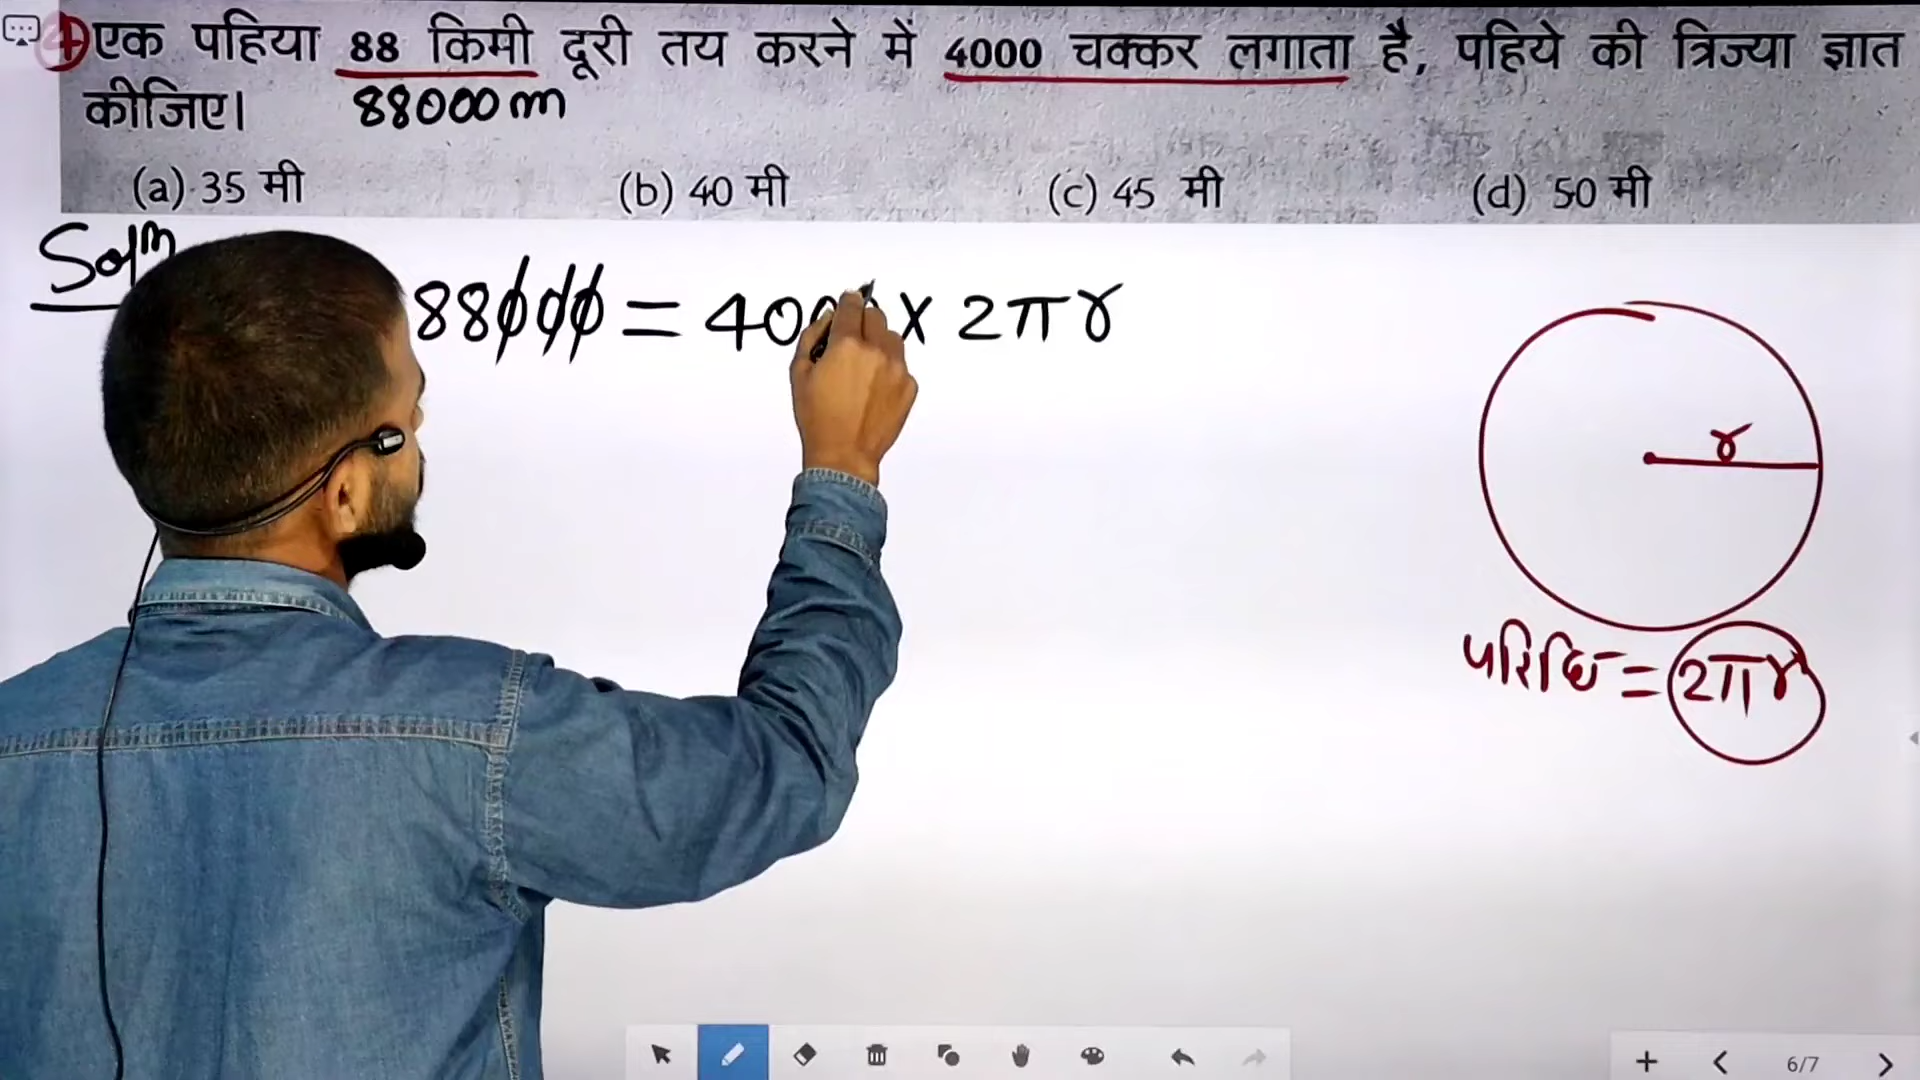 एक पहिया 88 किमी दूरी तय करने में 4000 चक्कर लगाता है, पहिये की त्रिज्या ज्ञात
कीजिए। 88000 m
(a) 35 मी (b) 40 मी (c) 45 मी (d) 50 मी
Solⁿ
88000 = 4000 × 2πr
r
परिधि = 2πr
6/7